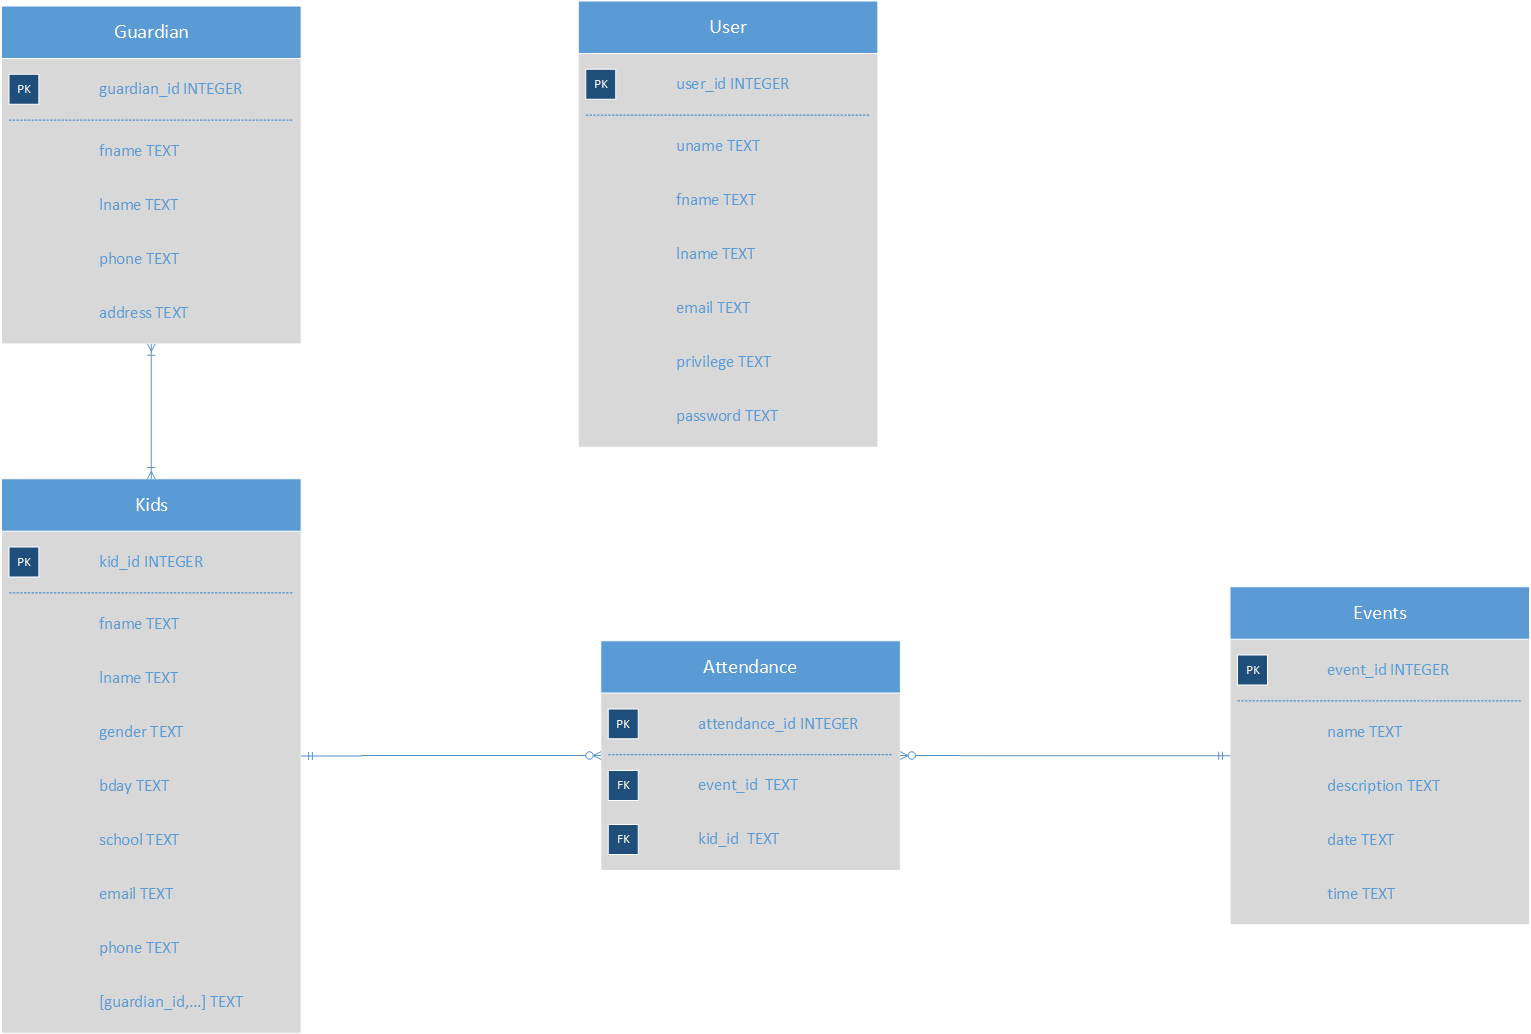 Guardian
PK guardian_id INTEGER
fname TEXT
lname TEXT
phone TEXT
address TEXT
User
PK user_id INTEGER
uname TEXT
fname TEXT
lname TEXT
email TEXT
privilege TEXT
password TEXT
Kids
PK kid_id INTEGER
fname TEXT
lname TEXT
gender TEXT
bday TEXT
school TEXT
email TEXT
phone TEXT
[guardian_id,...] TEXT
Attendance
PK attendance_id INTEGER
FK event_id TEXT
FK kid_id TEXT
Events
PK event_id INTEGER
name TEXT
description TEXT
date TEXT
time TEXT